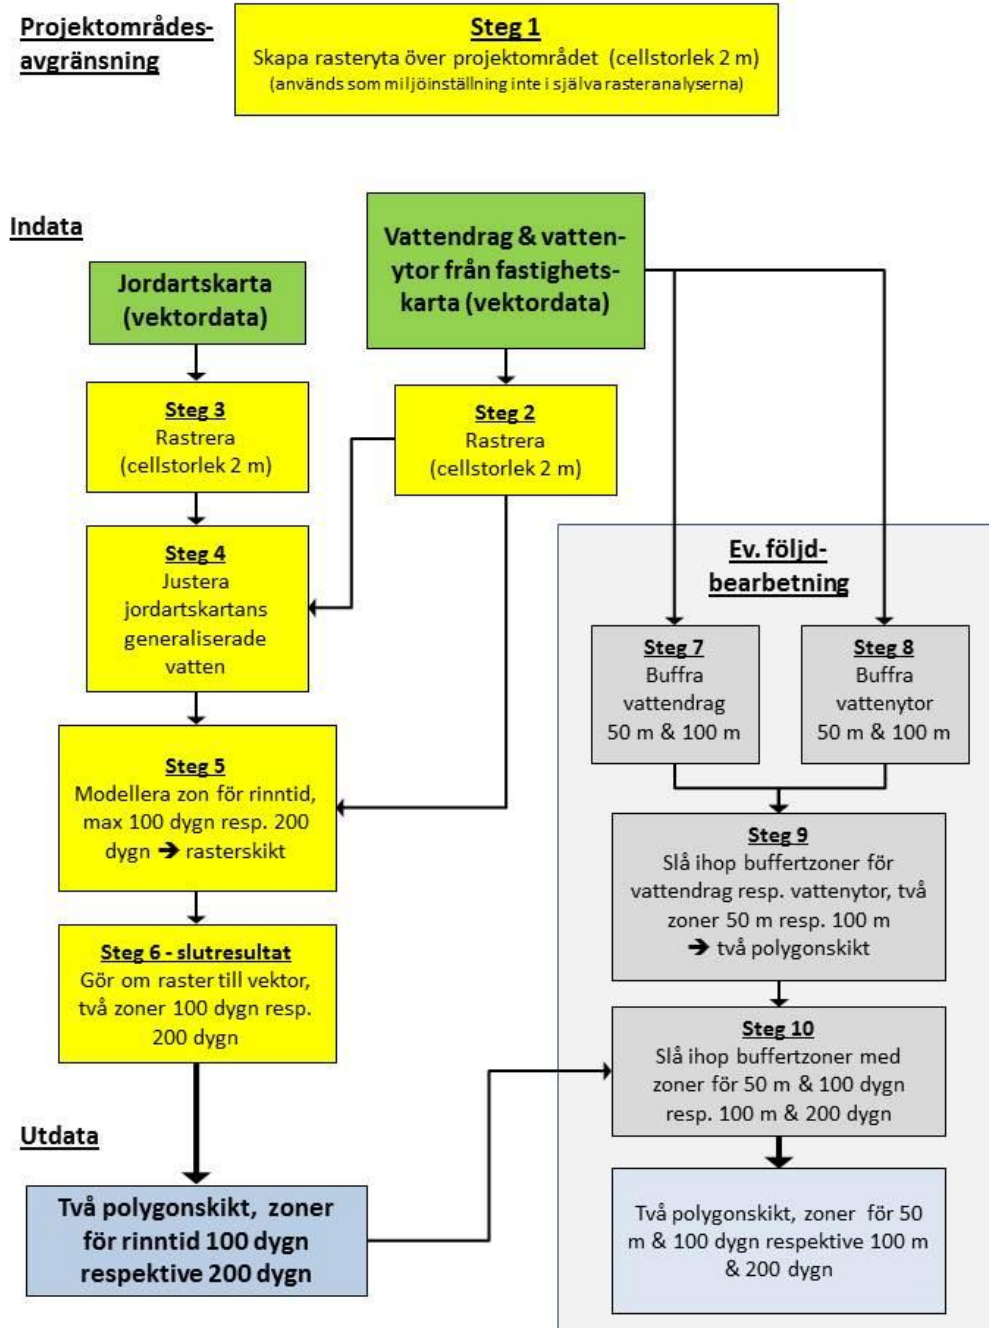 Projektområdes-
avgränsning
Steg 1
Skapa rasteryta över projektområdet (cellstorlek 2 m)
(används som miljöinställning inte i själva rasteranalyserna)
Indata
Jordartskarta
(vektordata)
Vattendrag & vatten-
ytor från fastighets-
karta (vektordata)
Steg 3
Rastrera
(cellstorlek 2 m)
Steg 2
Rastrera
(cellstorlek 2 m)
Steg 4
Justera
jordartskartans
generaliserade
vatten
Steg 5
Modellera zon för rinntid,
max 100 dygn resp. 200
dygn ➔ rasterskikt
Steg 6 - slutresultat
Gör om raster till vektor,
två zoner 100 dygn resp.
200 dygn
Utdata
Två polygonskikt, zoner
för rinntid 100 dygn
respektive 200 dygn
Ev. följd-
bearbetning
Steg 7
Buffra
vattendrag
50 m & 100 m
Steg 8
Buffra
vattenytor
50 m & 100 m
Steg 9
Slå ihop buffertzoner för
vattendrag resp. vattenytor, två
zoner 50 m resp. 100 m
➔ två polygonskikt
Steg 10
Slå ihop buffertzoner med
zoner för 50 m & 100 dygn
resp. 100 m & 200 dygn
Två polygonskikt, zoner för 50
m & 100 dygn respektive 100 m
& 200 dygn